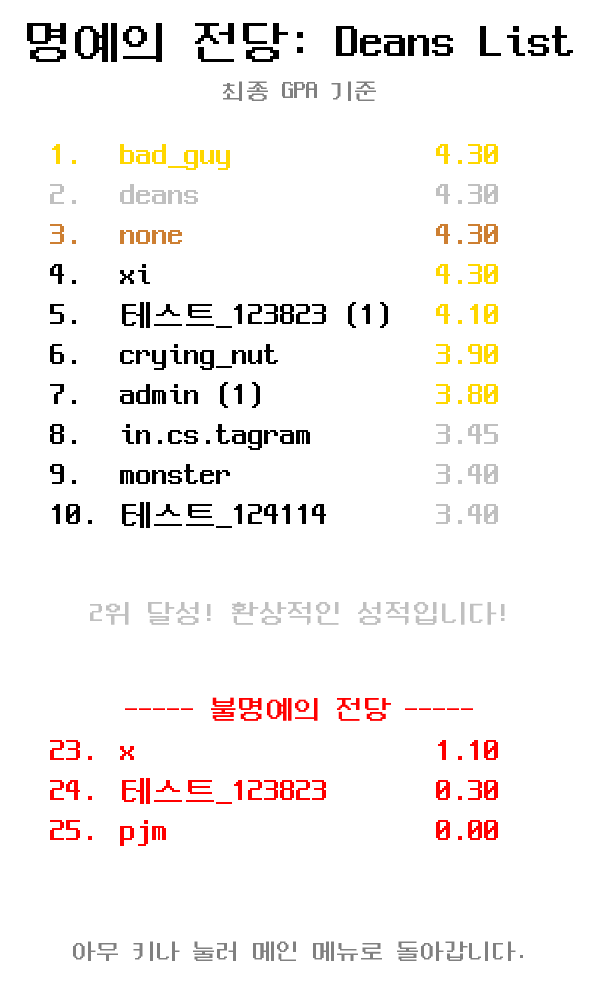 명예의 전당: Deans List
최종 GPA 기준
1. bad_guy 4.30
2. deans 4.30
3. none 4.30
4. xi 4.30
5. 테스트_123823 (1) 4.10
6. crying_nut 3.90
7. admin (1) 3.80
8. in.cs.tagram 3.45
9. monster 3.40
10. 테스트_124114 3.40
2위 달성! 환상적인 성적입니다!
----- 불명예의 전당 -----
23. x 1.10
24. 테스트_123823 0.30
25. pjm 0.00
아무 키나 눌러 메인 메뉴로 돌아갑니다.